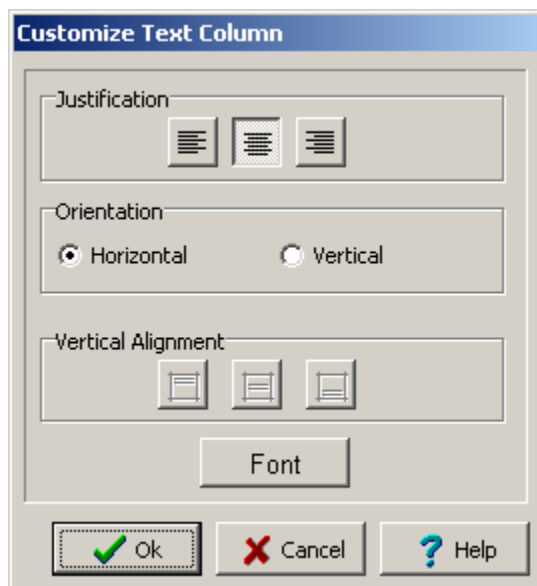 Customize Text Column
Justification
Orientation
Horizontal Vertical
Vertical Alignment
Font
Ok Cancel Help